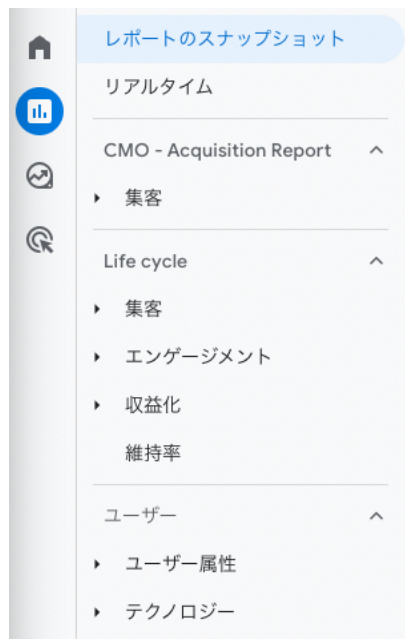 レポートのスナップショット
リアルタイム
CMO - Acquisition Report
集客
Life cycle
集客
エンゲージメント
収益化
維持率
ユーザー
ユーザー属性
テクノロジー